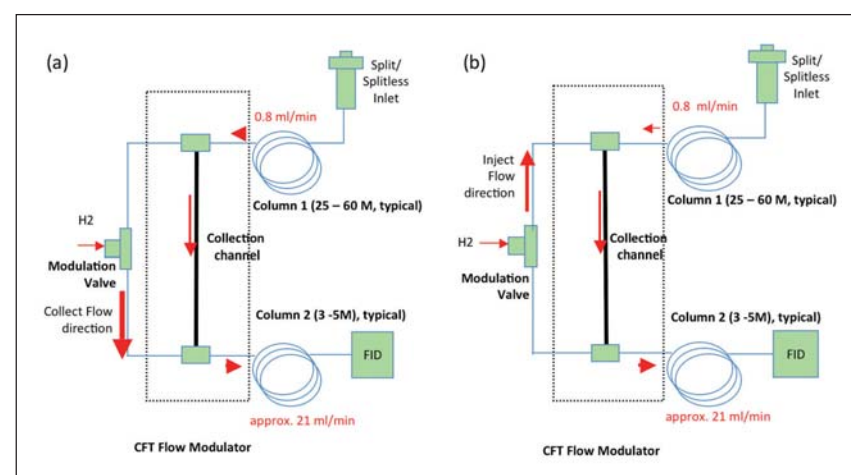 (a)
Split/
Splitless
Inlet
0.8 ml/min
Column 1 (25 – 60 M, typical)
H2
Modulation
Valve
Collection
channel
Collect Flow
direction
Column 2 (3 -5M), typical)
FID
approx. 21 ml/min
CFT Flow Modulator
(b)
Split/
Splitless
Inlet
0.8 ml/min
Inject
Flow
direction
Column 1 (25 – 60 M, typical)
H2
Modulation
Valve
Collection
channel
Column 2 (3 -5M), typical)
FID
approx. 21 ml/min
CFT Flow Modulator